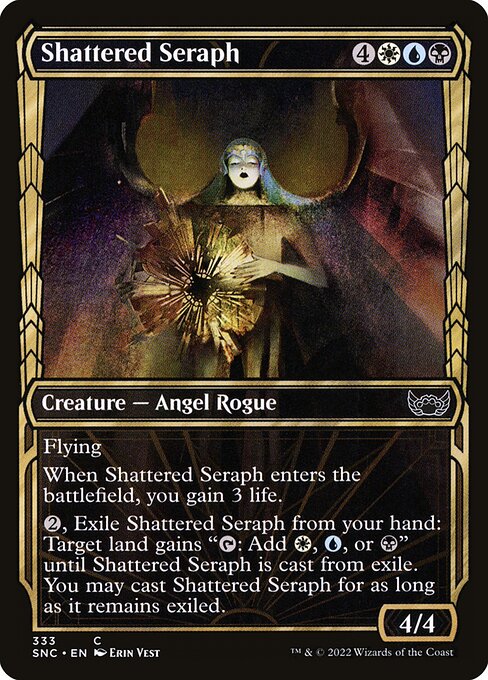 Shattered Seraph 4
Creature — Angel Rogue
Flying
When Shattered Seraph enters the
battlefield, you gain 3 life.
2, Exile Shattered Seraph from your hand:
Target land gains “: Add , , or ”
until Shattered Seraph is cast from exile.
You may cast Shattered Seraph for as long
as it remains exiled.
4/4
333 C
SNC • EN Erin Vest ™ & © 2022 Wizards of the Coast